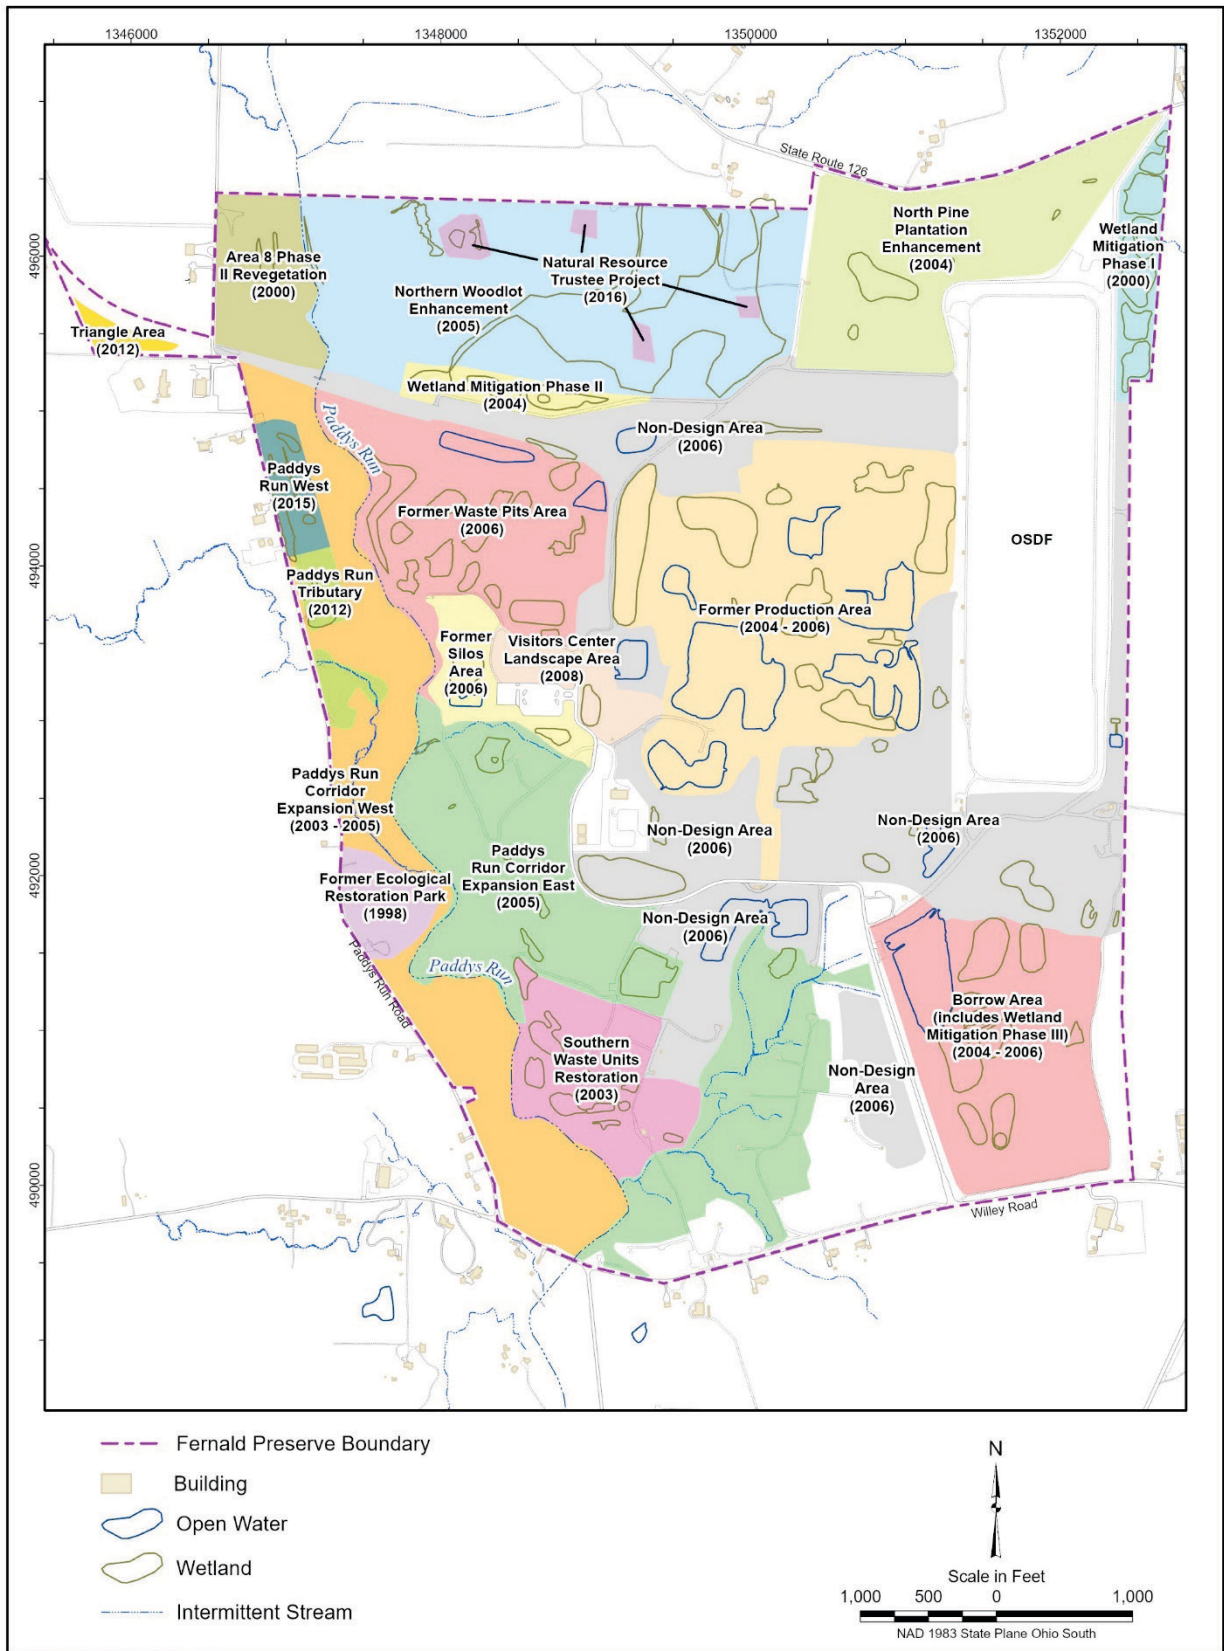 1346000
1348000
1350000
1352000
496000
494000
492000
490000
State Route 126
North Pine
Plantation
Enhancement
(2004)
Wetland
Mitigation
Phase I
(2000)
Area 8 Phase
II Revegetation
(2000)
Natural Resource
Trustee Project
(2016)
Northern Woodlot
Enhancement
(2005)
Triangle Area
(2012)
Wetland Mitigation Phase II
(2004)
Paddys Run
Non-Design Area
(2006)
Paddys
Run West
(2015)
Former Waste Pits Area
(2006)
OSDF
Paddys Run
Tributary
(2012)
Former Production Area
(2004 - 2006)
Former
Silos
Area
(2006)
Visitors Center
Landscape Area
(2008)
Paddys Run
Corridor
Expansion West
(2003 - 2005)
Non-Design Area
(2006)
Non-Design Area
(2006)
Paddys
Run Corridor
Expansion East
(2005)
Former Ecological
Restoration Park
(1998)
Non-Design Area
(2006)
Paddys Run
Paddys Run Road
Borrow Area
(includes Wetland
Mitigation Phase III)
(2004 - 2006)
Southern
Waste Units
Restoration
(2003)
Non-Design
Area
(2006)
Willey Road
Fernald Preserve Boundary
Building
Open Water
Wetland
Intermittent Stream
N
Scale in Feet
1,000 500 0 1,000
NAD 1983 State Plane Ohio South